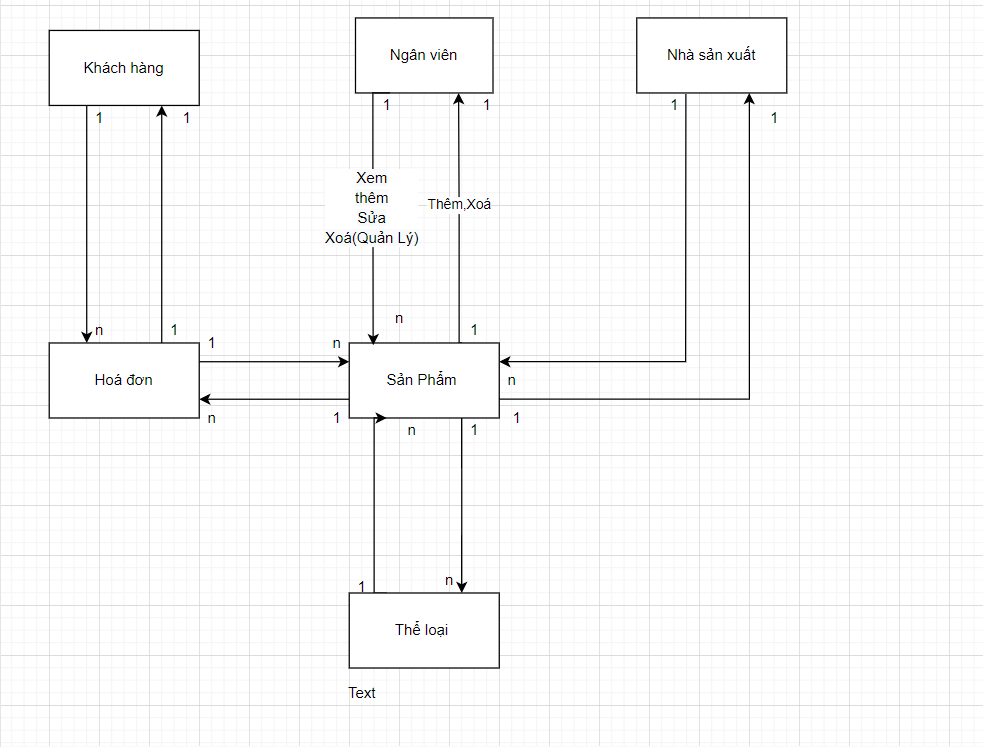 Khách hàng
Ngân viên
Nhà sản xuất
1
1
1
1
1
1
Xem
thêm
Sửa
Xoá(Quản Lý)
Thêm,Xoá
n
1
1
n
n
1
Hoá đơn
Sản Phẩm
n
n
1
n
1
1
1
n
Thể loại
Text